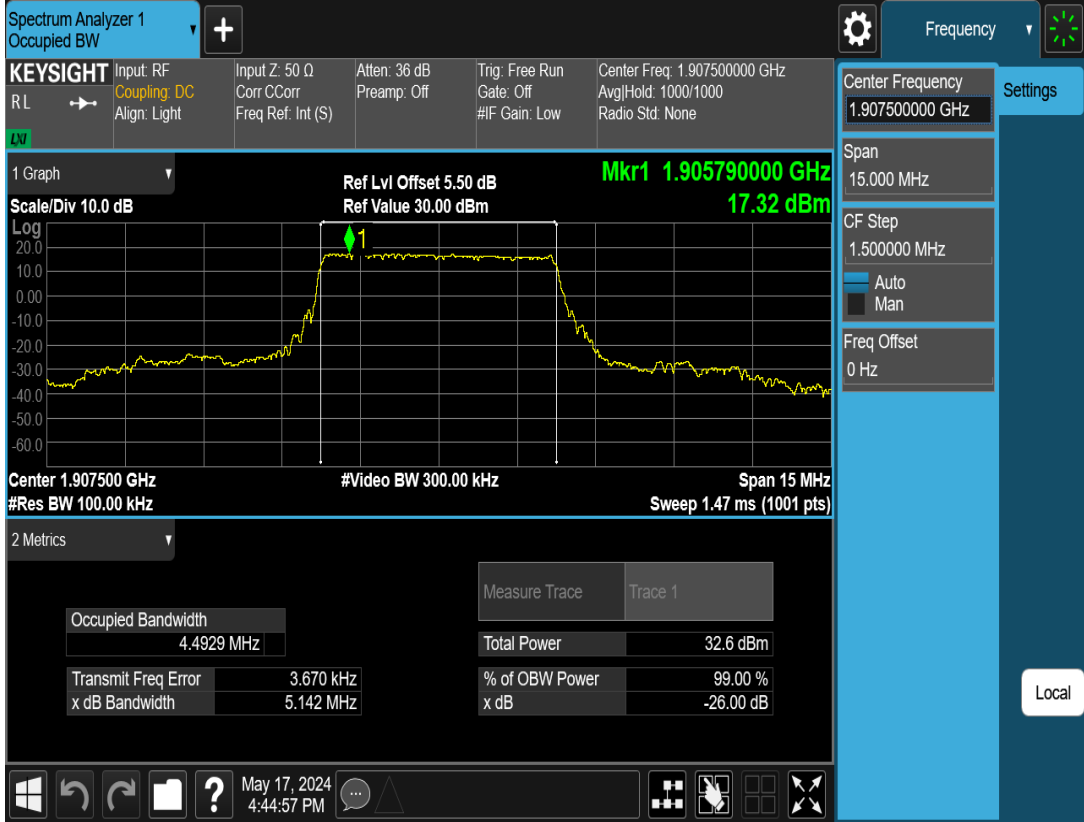 Spectrum Analyzer 1
Occupied BW
+
Frequency
KEYSIGHT
RL
LXI
Input: RF
Coupling: DC
Align: Light
Input Z: 50 Ω
Corr CCorr
Freq Ref: Int (S)
Atten: 36 dB
Preamp: Off
Trig: Free Run
Gate: Off
#IF Gain: Low
Center Freq: 1.907500000 GHz
Avg|Hold: 1000/1000
Radio Std: None
Center Frequency
1.907500000 GHz
Settings
Span
15.000 MHz
CF Step
1.500000 MHz
Auto
Man
Freq Offset
0 Hz
1 Graph
Scale/Div 10.0 dB
Ref Lvl Offset 5.50 dB
Ref Value 30.00 dBm
Mkr1 1.905790000 GHz
17.32 dBm
Log
1
20.0
10.0
0.00
-10.0
-20.0
-30.0
-40.0
-50.0
-60.0
Center 1.907500 GHz
#Video BW 300.00 kHz
Span 15 MHz
#Res BW 100.00 kHz
Sweep 1.47 ms (1001 pts)
2 Metrics
Measure Trace Trace 1
Occupied Bandwidth
4.4929 MHz
Total Power 32.6 dBm
Transmit Freq Error 3.670 kHz
% of OBW Power 99.00 %
x dB Bandwidth 5.142 MHz
x dB -26.00 dB
Local
?
May 17, 2024
4:44:57 PM